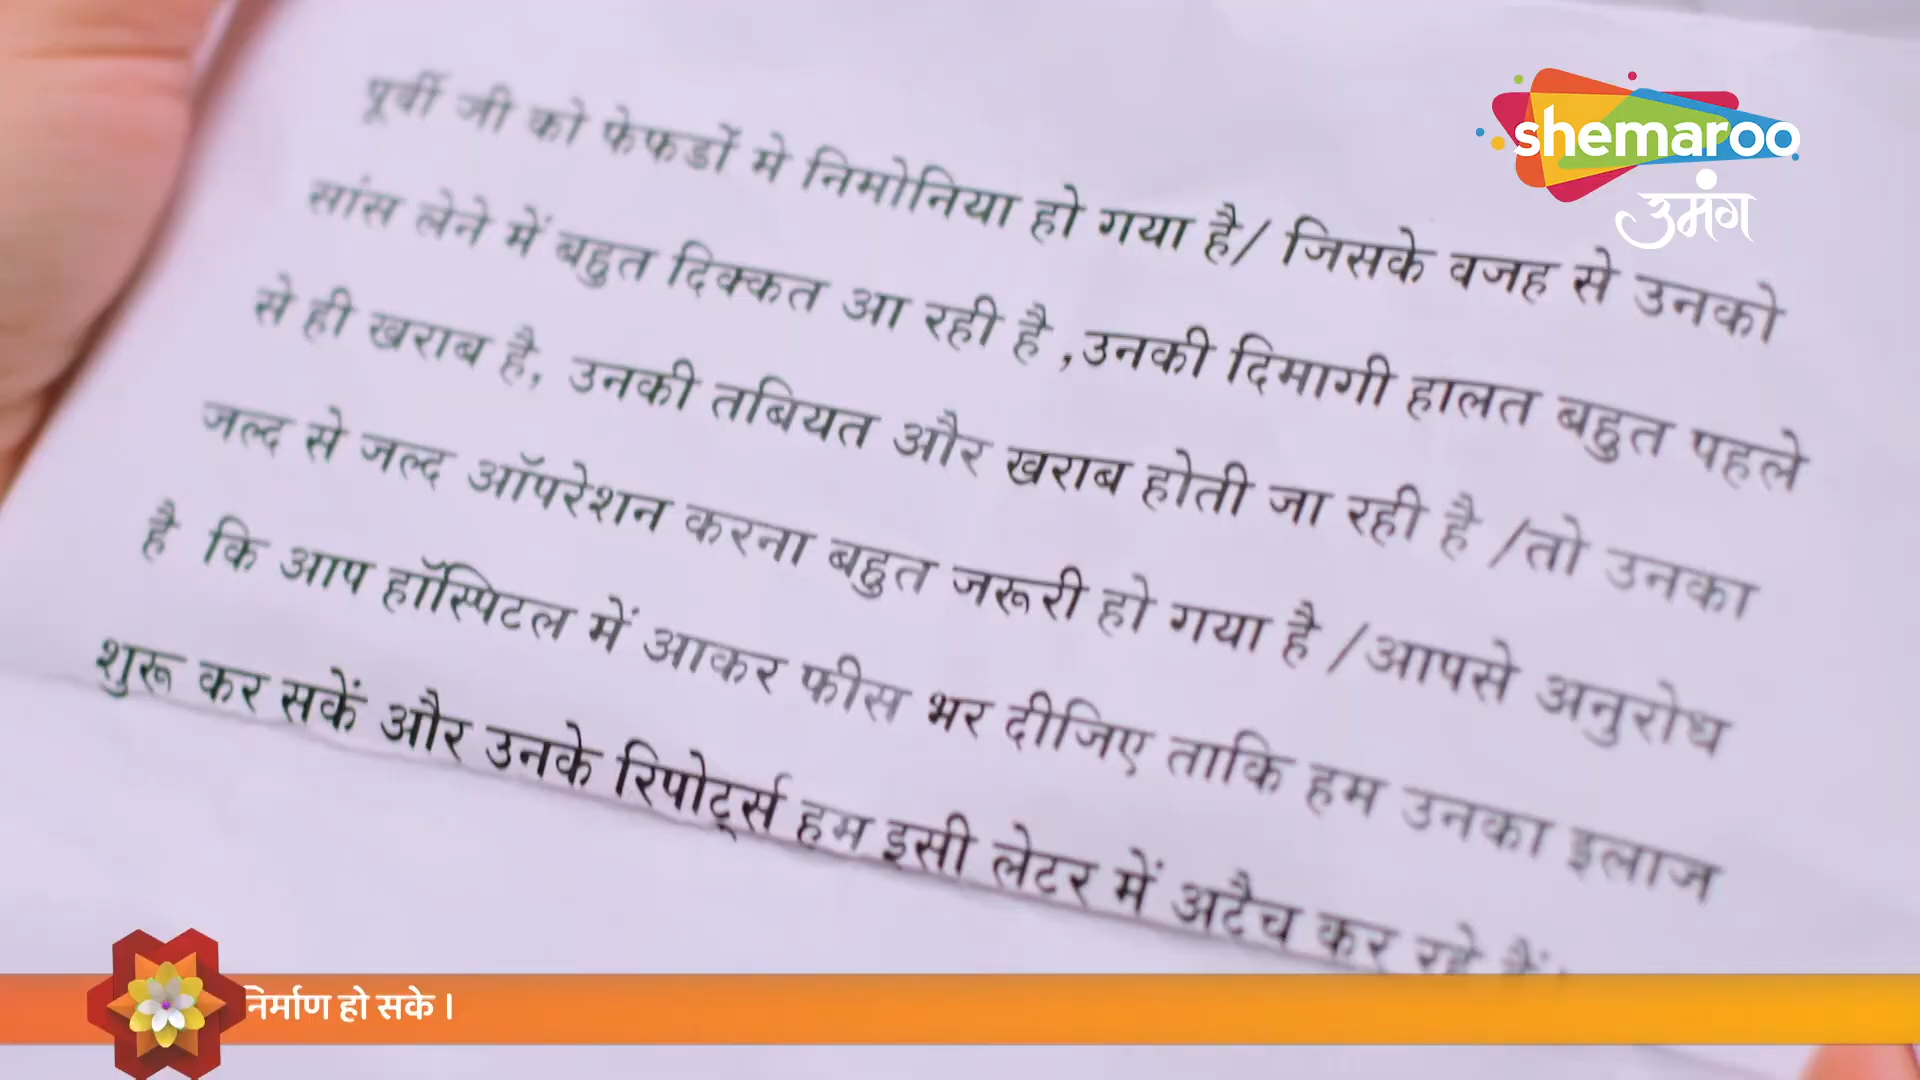 shemaroo
उमंग
पूर्वी जी को फेफडों मे निमोनिया हो गया है/ जिसके वजह से उनको
सांस लेने में बहुत दिक्कत आ रही है ,उनकी दिमागी हालत बहुत पहले
से ही खराब है, उनकी तबियत और खराब होती जा रही है /तो उनका
जल्द से जल्द ऑपरेशन करना बहुत जरूरी हो गया है /आपसे अनुरोध
है कि आप हॉस्पिटल में आकर फीस भर दीजिए ताकि हम उनका इलाज
शुरू कर सकें और उनके रिपोर्ट्स हम इसी लेटर में अटैच कर रहे हैं।
निर्माण हो सके ।